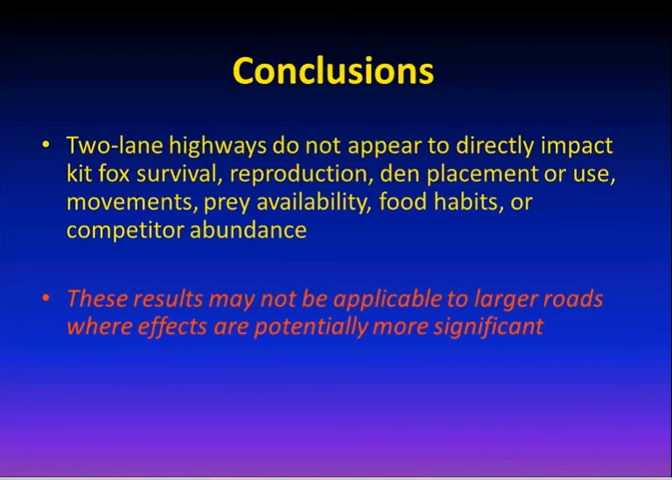 Conclusions
• Two-lane highways do not appear to directly impact
kit fox survival, reproduction, den placement or use,
movements, prey availability, food habits, or
competitor abundance
• These results may not be applicable to larger roads
where effects are potentially more significant